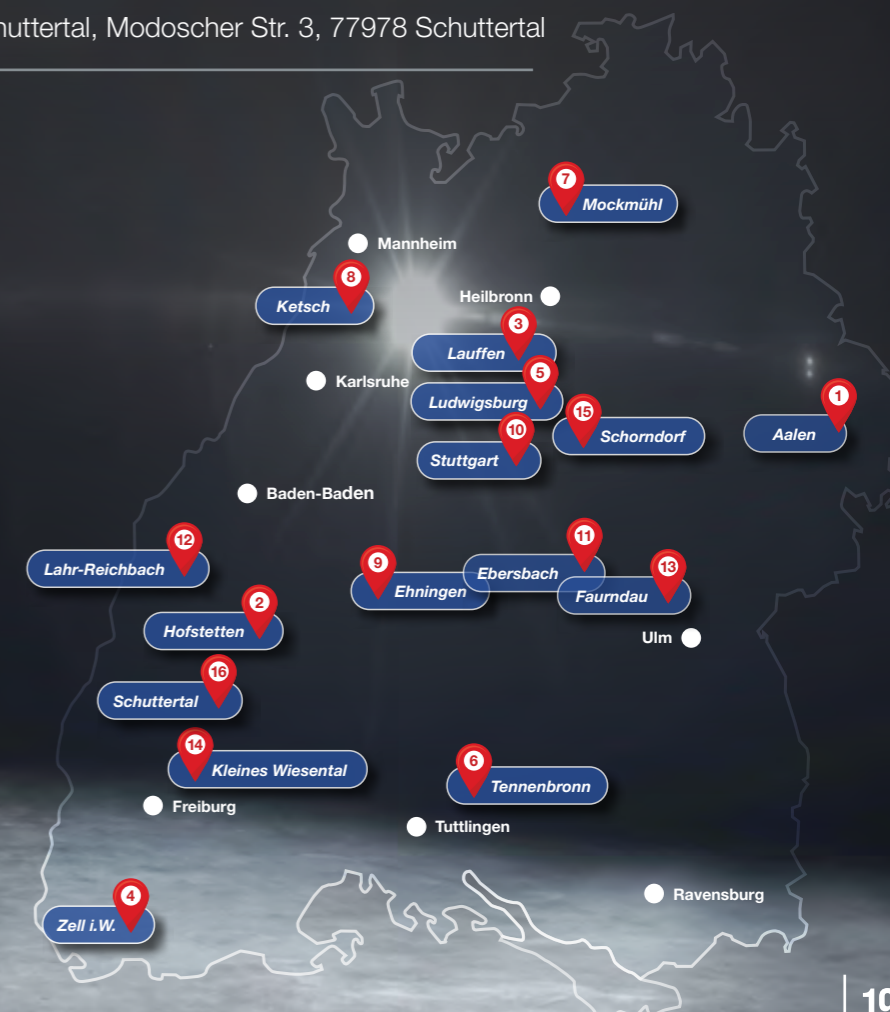 Schuttertal, Modoscher Str. 3, 77978 Schuttertal
7
Mockmühl
Mannheim
8
Ketsch
Heilbronn
3
Lauffen
Karlsruhe
5
Ludwigsburg
1
Aalen
15
Schorndorf
10
Stuttgart
Baden-Baden
12
Lahr-Reichbach
9
Ehningen
11
Ebersbach
13
Faurndau
2
Hofstetten
Ulm
16
Schuttertal
14
Kleines Wiesental
6
Tennenbronn
Freiburg
Tuttlingen
4
Zell i.W.
Ravensburg